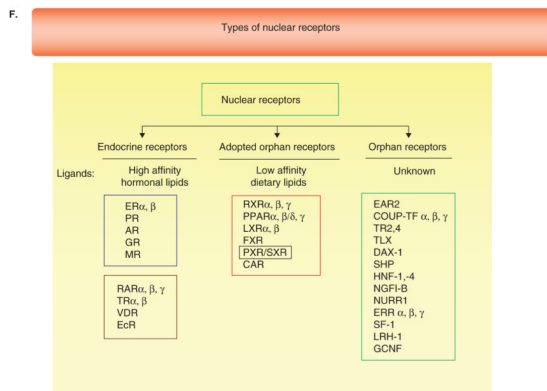 F.
Types of nuclear receptors
Nuclear receptors
Endocrine receptors
Adopted orphan receptors
Orphan receptors
Ligands:
High affinity
hormonal lipids
Low affinity
dietary lipids
Unknown
ERα, β
PR
AR
GR
MR
RARα, β, γ
TRα, β
VDR
EcR
RXRα, β, γ
PPARα, β/δ, γ
LXRα, β
FXR
PXR/SXR
CAR
EAR2
COUP-TF α, β, γ
TR2,4
TLX
DAX-1
SHP
HNF-1,-4
NGFI-B
NURR1
ERR α, β, γ
SF-1
LRH-1
GCNF